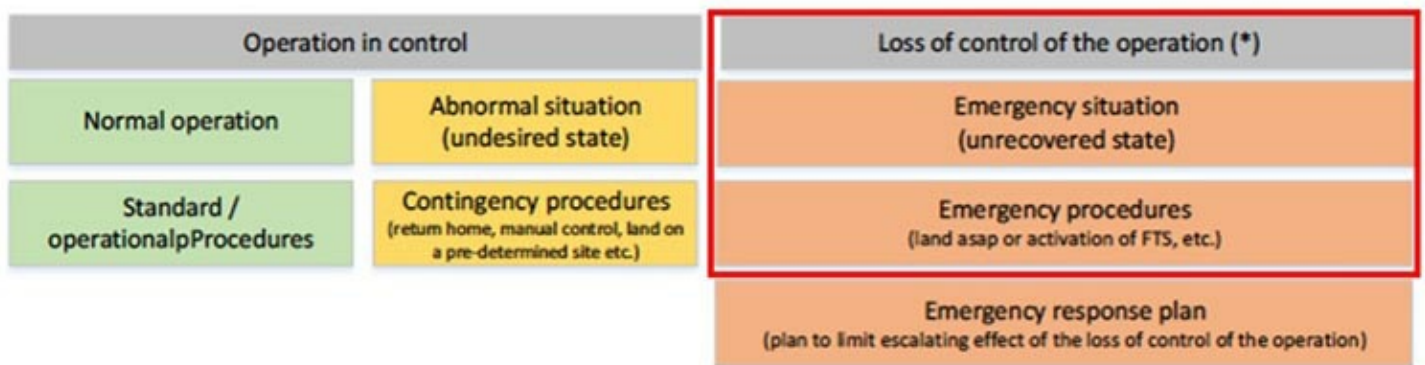 Operation in control
Loss of control of the operation (*)
Normal operation
Abnormal situation
(undesired state)
Emergency situation
(unrecovered state)
Standard /
operationalpProcedures
Contingency procedures
(return home, manual control, land on
a pre-determined site etc.)
Emergency procedures
(land asap or activation of FTS, etc.)
Emergency response plan
(plan to limit escalating effect of the loss of control of the operation)